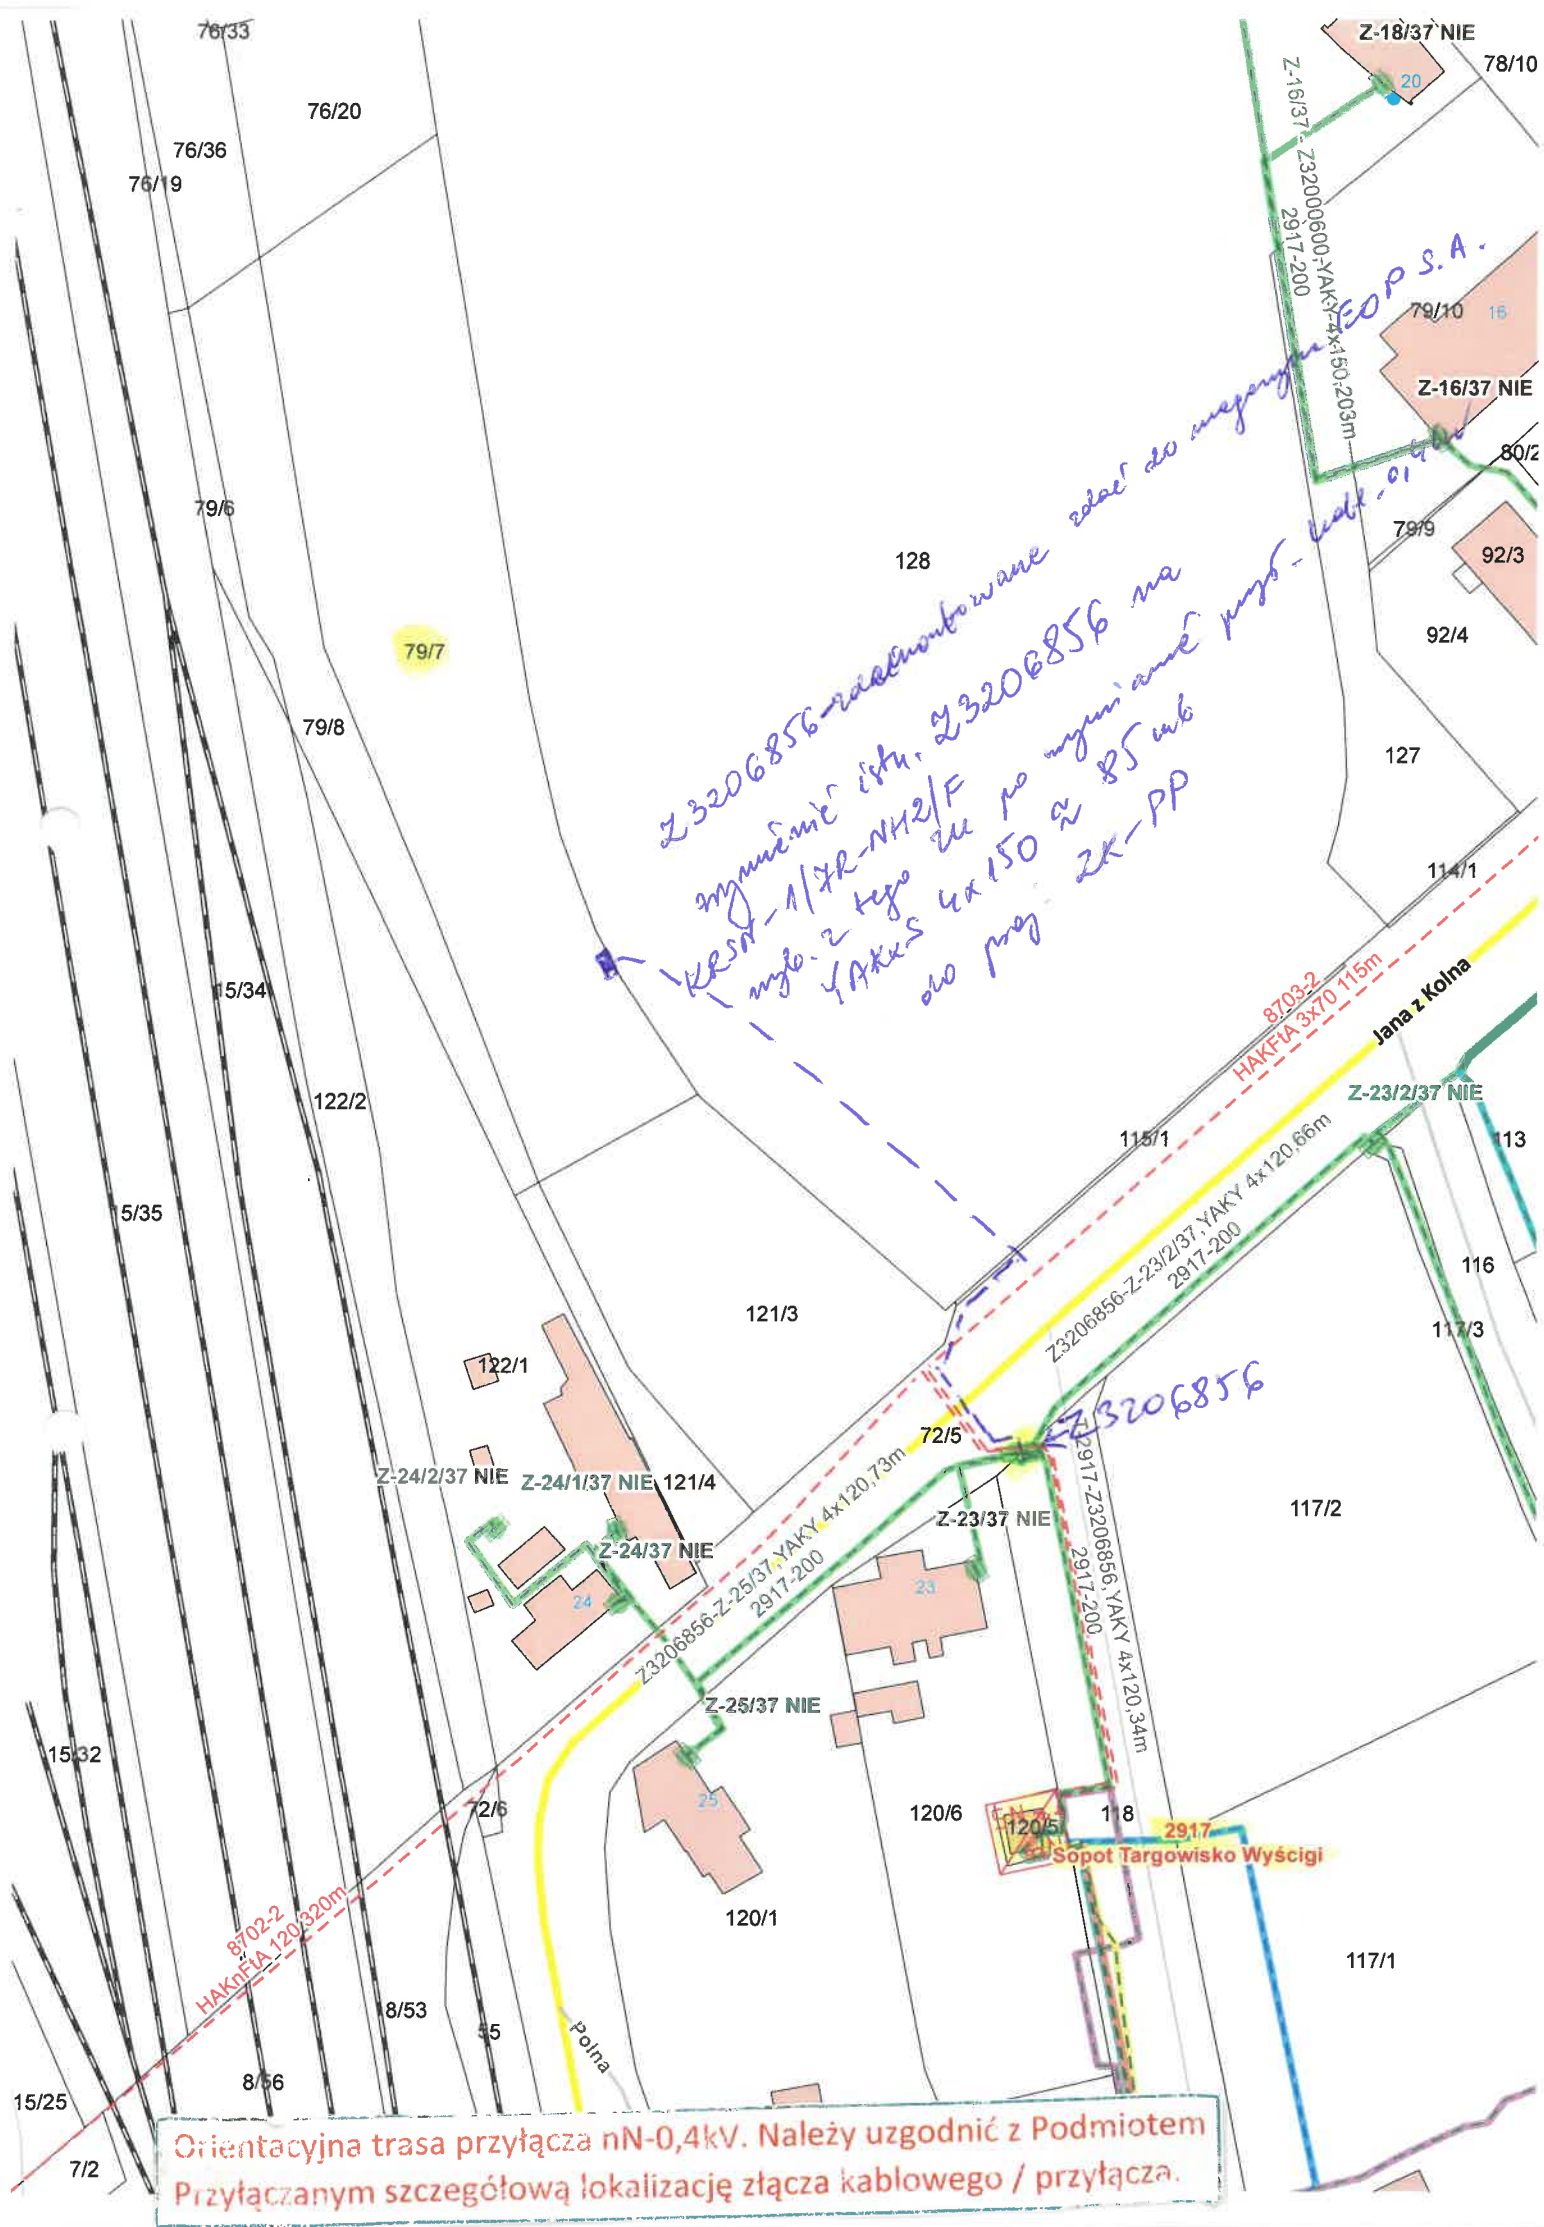 76/33
Z-18/37 NIE
78/10
20
76/20
76/36
76/19
Z-16/37 - Z32000600,YAKY-4x150,203m
2917-200
79/10
16
Z-16/37 NIE
80/2
79/6
79/9
92/3
128
92/4
79/7
79/8
127
Z3206856 - zdemontowane zdać do magazynu EOP S.A.
wymienić istn. Z3206856 na
KRSN-1/7R-NH2/F
wyb. z tego zk po wymianie przył. kabl. 0,4kV
YAKXS 4x150 ≈ 85 mb
do proj. ZK-PP
114/1
15/34
8703-2
HAKFtA 3x70 115m
Jana z Kolna
122/2
Z-23/2/37 NIE
115/1
113
5/35
Z3206856-Z-23/2/37,YAKY 4x120,66m
2917-200
116
121/3
117/3
122/1
Z3206856
72/5
Z-24/2/37 NIE
Z-24/1/37 NIE
121/4
117/2
Z-23/37 NIE
Z-24/37 NIE
Z3206856-Z-25/37,YAKY 4x120,73m
2917-200
T-2917-Z3206856,YAKY 4x120,34m
2917-200
24
23
Z-25/37 NIE
15/32
72/6
25
120/6
120/5
118
2917
Sopot Targowisko Wyścigi
120/1
8702-2
HAKnFtA 120,320m
117/1
8/53
55
Polna
8/56
15/25
7/2
Orientacyjna trasa przyłącza nN-0,4kV. Należy uzgodnić z Podmiotem
Przyłączanym szczegółową lokalizację złącza kablowego / przyłącza.